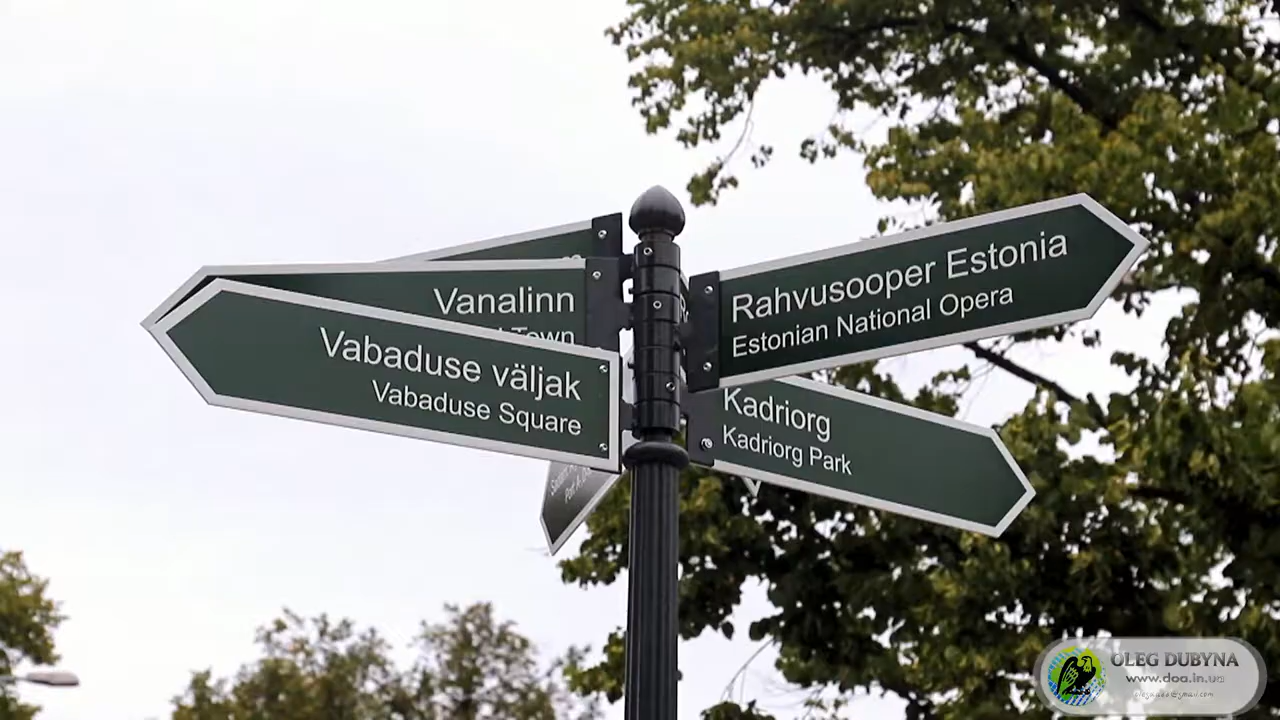 Vanalinn
Town
Vabaduse väljak
Vabaduse Square
Rahvusooper Estonia
Estonian National Opera
Kadriorg
Kadriorg Park
OLEG DUBYNA
www.doa.in.ua